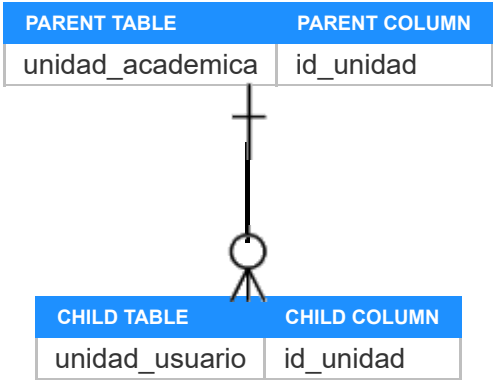 PARENT TABLE PARENT COLUMN
unidad_academica id_unidad
CHILD TABLE CHILD COLUMN
unidad_usuario id_unidad